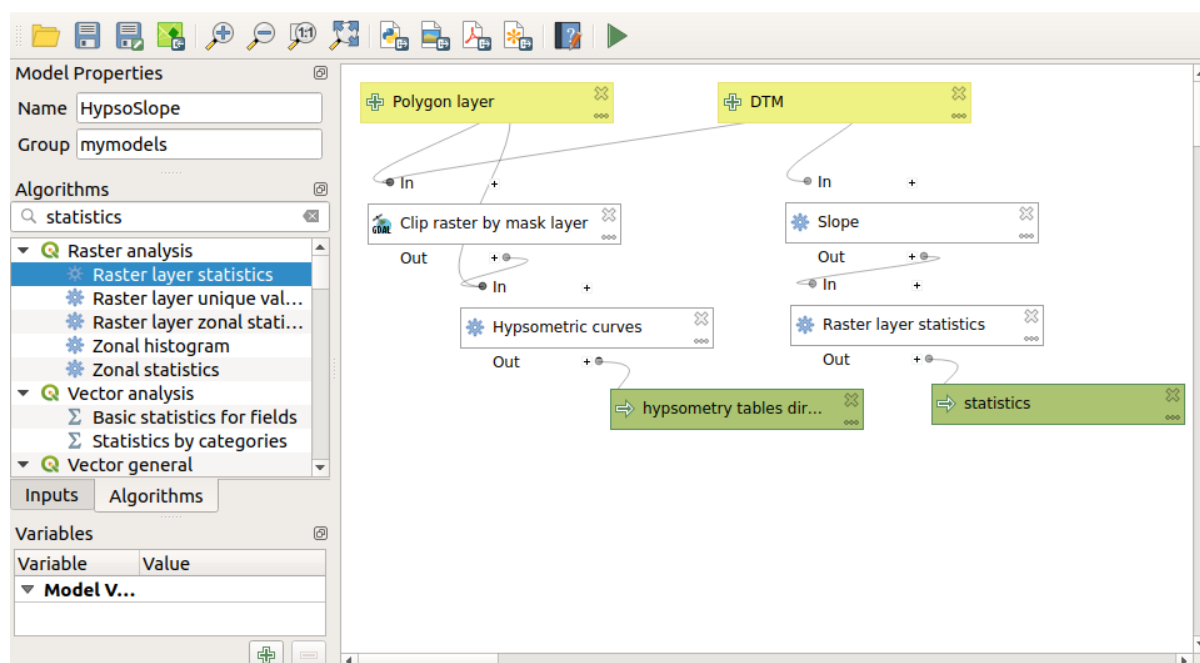 1:1
Model Properties
Name HypsoSlope
Group mymodels
Algorithms
statistics
Raster analysis
Raster layer statistics
Raster layer unique val...
Raster layer zonal stati...
Zonal histogram
Zonal statistics
Vector analysis
Σ Basic statistics for fields
Σ Statistics by categories
Vector general
Inputs Algorithms
Variables
Variable Value
Model V...
Polygon layer
DTM
In
In
GDAL Clip raster by mask layer
Slope
Out
Out
In
In
Hypsometric curves
Raster layer statistics
Out
Out
hypsometry tables dir...
statistics